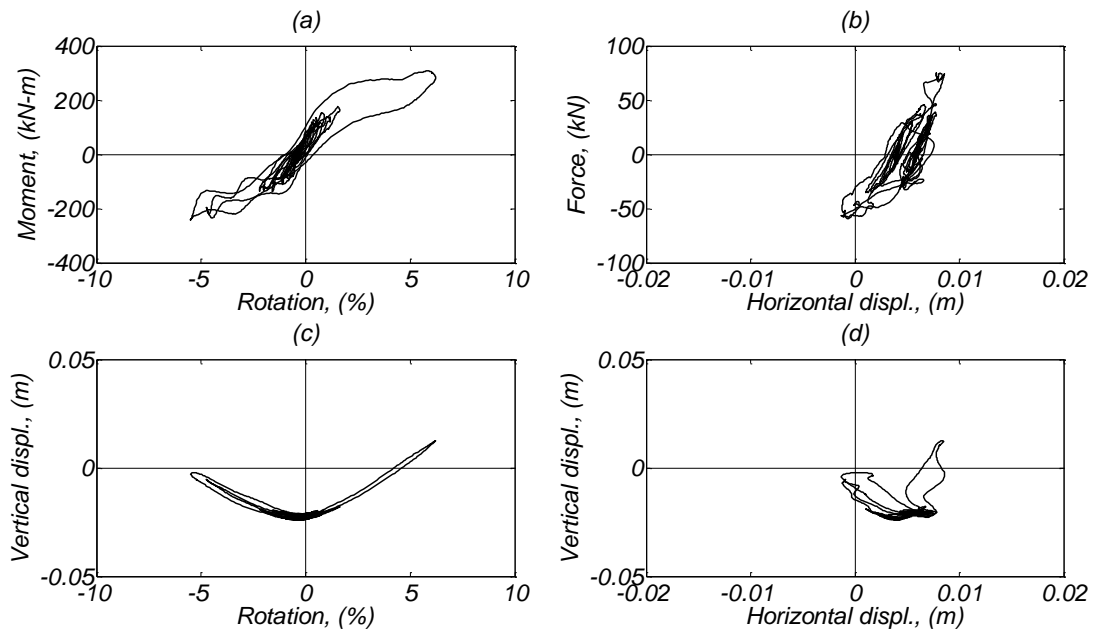 (a)
400
200
0
-200
-400
Moment, (kN-m)
-10 -5 0 5 10
Rotation, (%)
(b)
100
50
0
-50
-100
Force, (kN)
-0.02 -0.01 0 0.01 0.02
Horizontal displ., (m)
(c)
0.05
0
-0.05
Vertical displ., (m)
-10 -5 0 5 10
Rotation, (%)
(d)
0.05
0
-0.05
Vertical displ., (m)
-0.02 -0.01 0 0.01 0.02
Horizontal displ., (m)